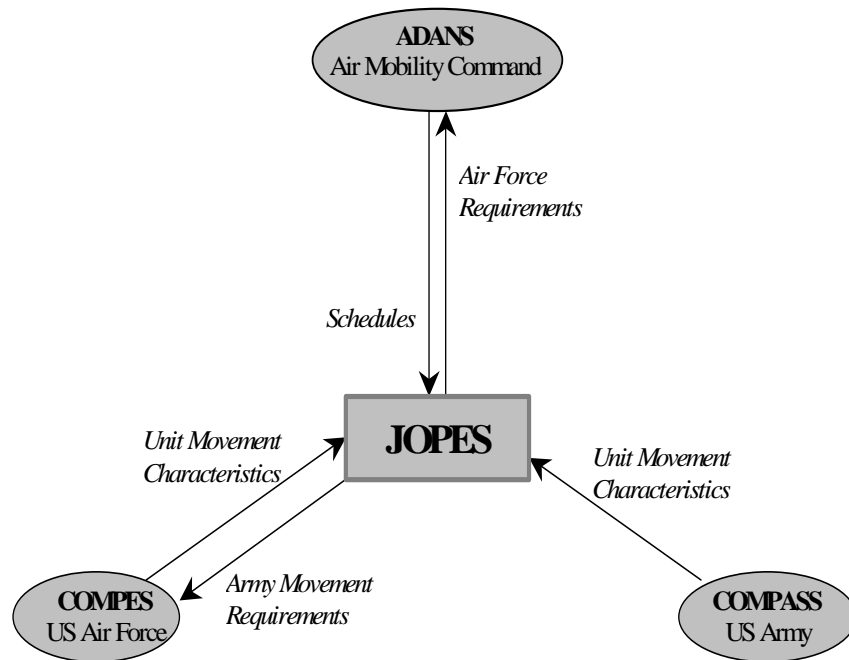 ADANS
Air Mobility Command
Air Force
Requirements
Schedules
JOPES
Unit Movement
Characteristics
Unit Movement
Characteristics
Army Movement
Requirements
COMPES
US Air Force
COMPASS
US Army